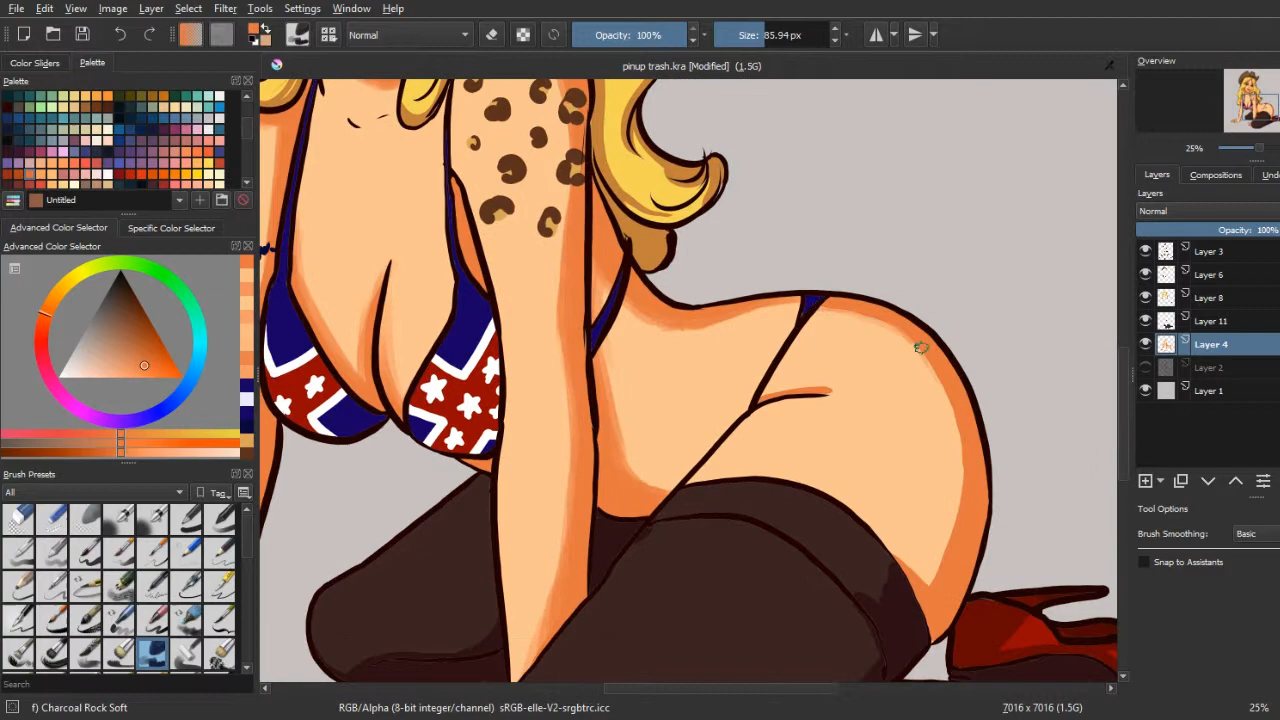 File Edit View Image Layer Select Filter Tools Settings Window Help
Normal Opacity: 100% Size: 85.94 px
Color Sliders Palette
pinup trash.kra [Modified] (1.5G)
Overview
Palette
25%
Layers Compositions
Layers
Untitled
Normal
Advanced Color Selector Specific Color Selector
Opacity: 100%
Advanced Color Selector
Layer 3
Layer 6
Layer 8
Layer 11
Layer 4
Layer 2
Layer 1
Brush Presets
All Tag
Tool Options
Brush Smoothing: Basic
Snap to Assistants
Search
f) Charcoal Rock Soft RGB/Alpha (8-bit integer/channel) sRGB-elle-V2-srgbtrc.icc 7016 x 7016 (1.5G) 25%